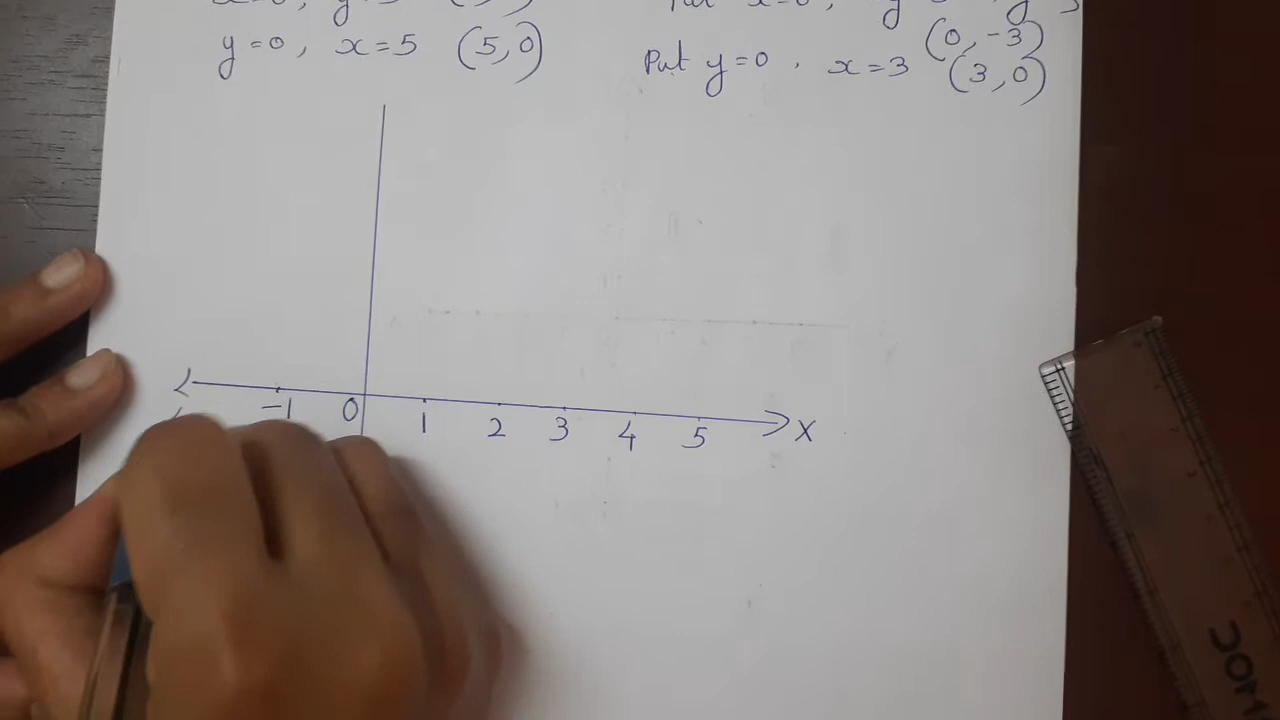 y=0, x=5 (5,0)
(0,-3)
Put y=0, x=3 (3,0)
-1 0 1 2 3 4 5 X